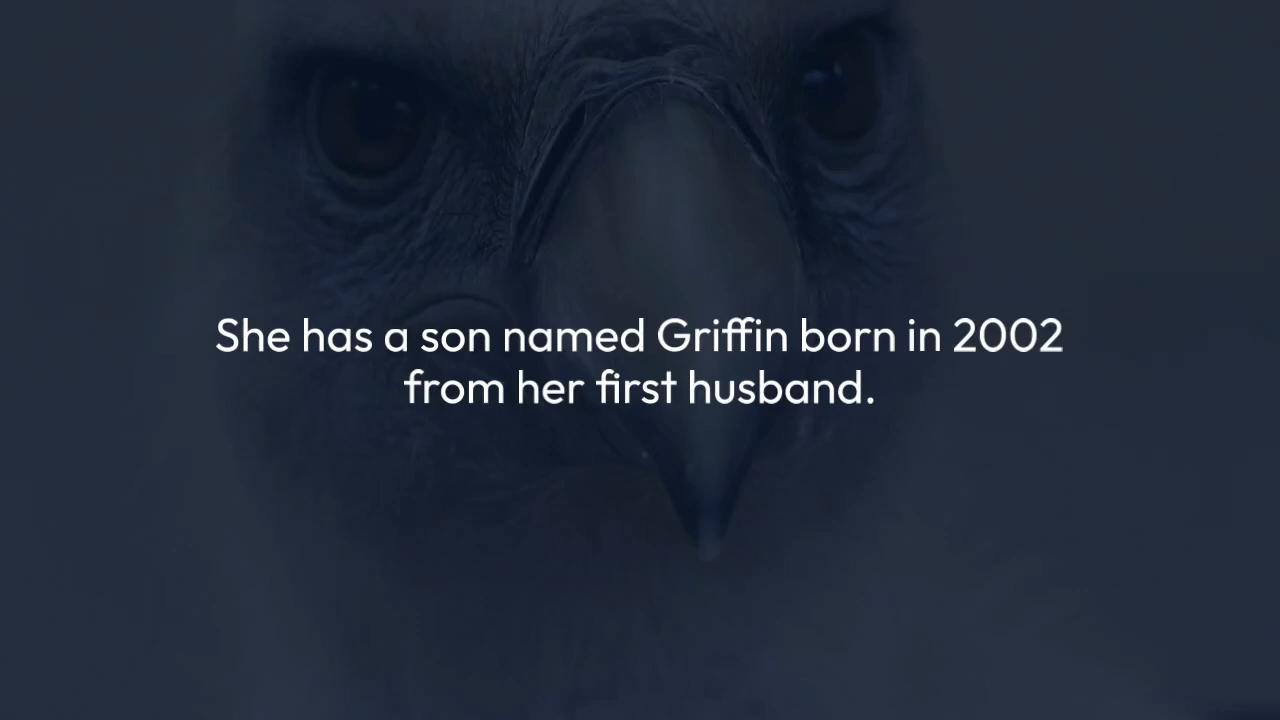 She has a son named Griffin born in 2002
from her first husband.